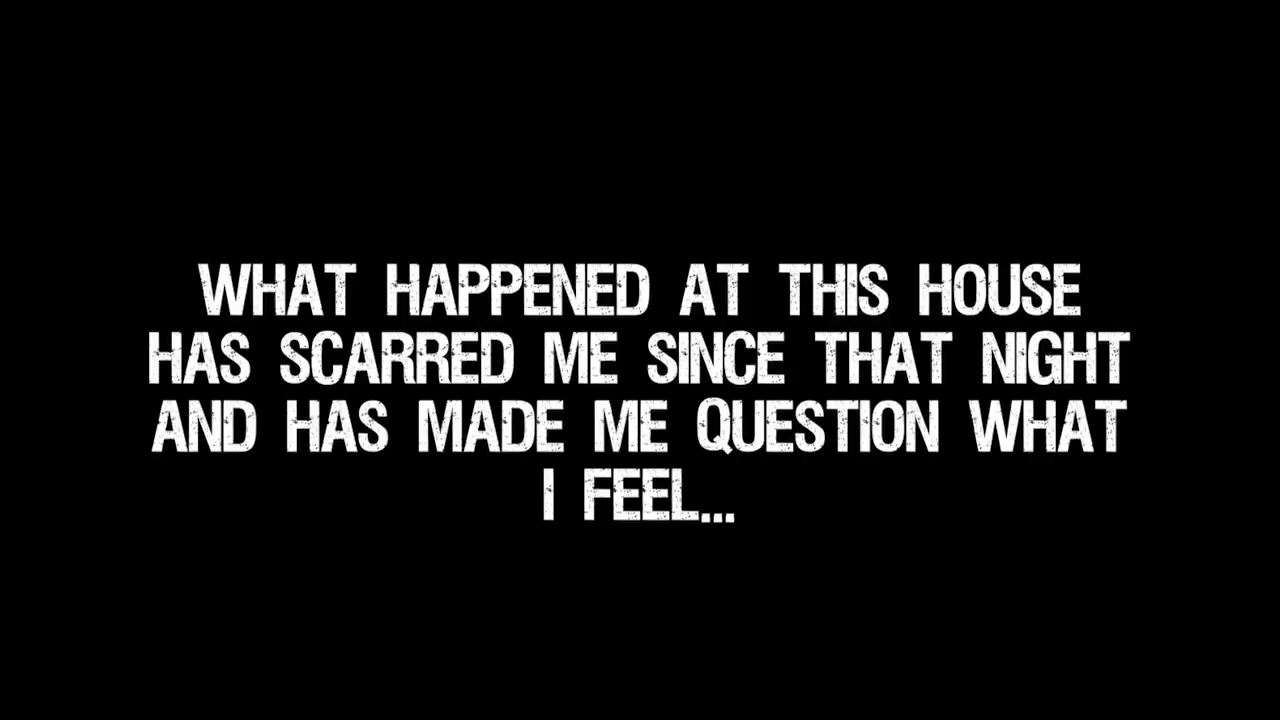 WHAT HAPPENED AT THIS HOUSE
HAS SCARRED ME SINCE THAT NIGHT
AND HAS MADE ME QUESTION WHAT
I FEEL...